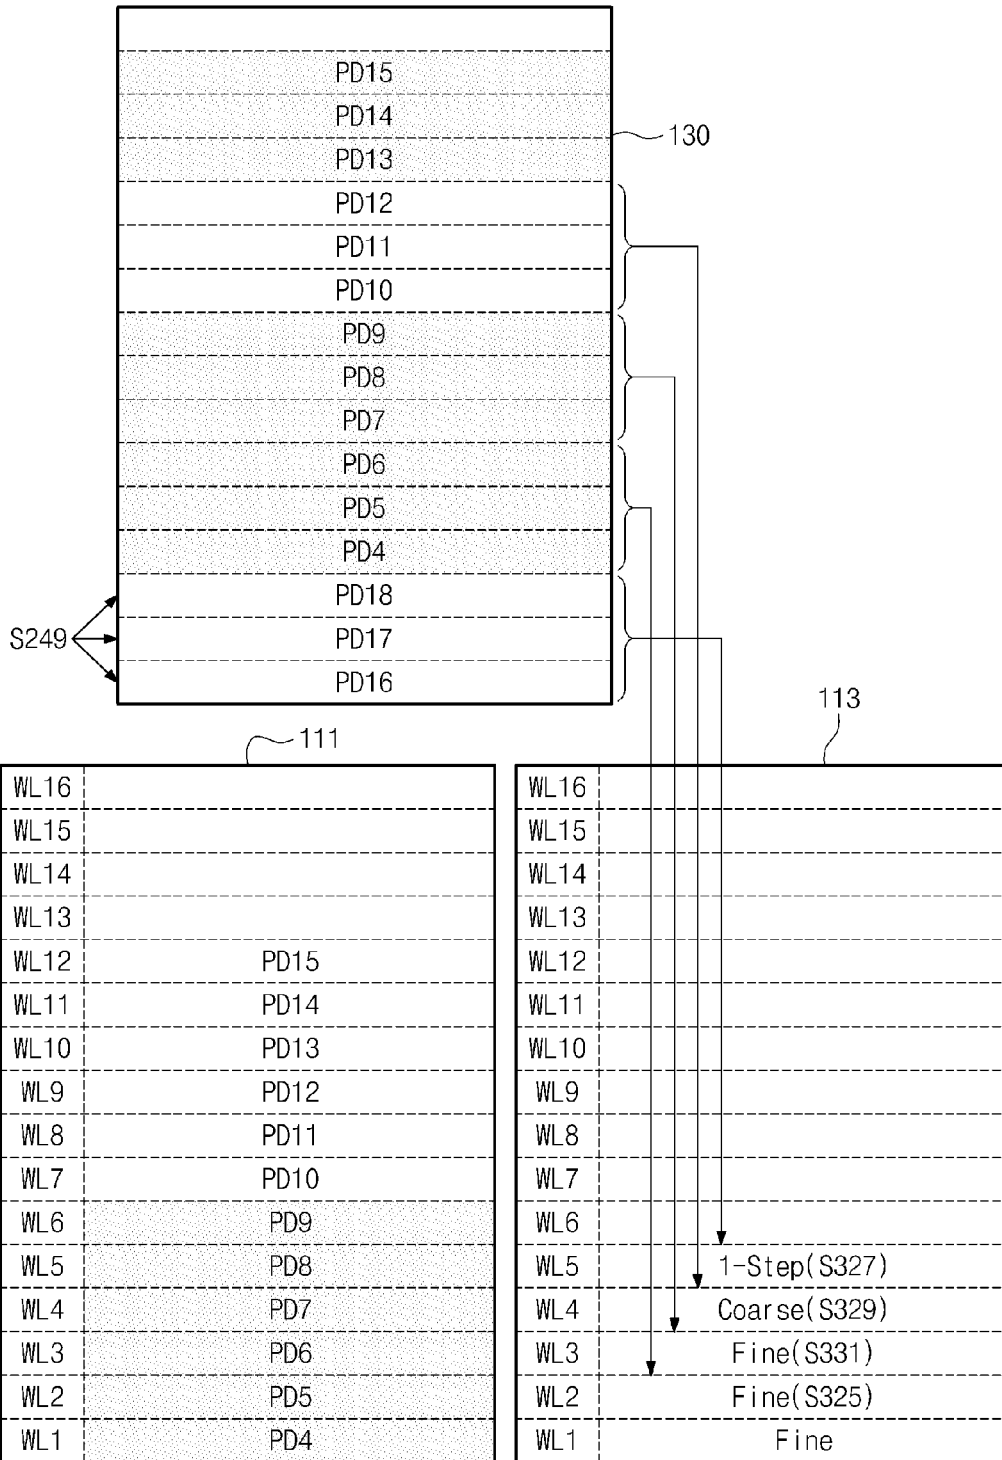 PD15
PD14
130
PD13
PD12
PD11
PD10
PD9
PD8
PD7
PD6
PD5
PD4
PD18
S249
PD17
PD16
111
113
WL16
WL15
WL14
WL13
WL12 PD15
WL11 PD14
WL10 PD13
WL9 PD12
WL8 PD11
WL7 PD10
WL6 PD9
WL5 PD8
WL4 PD7
WL3 PD6
WL2 PD5
WL1 PD4
WL16
WL15
WL14
WL13
WL12
WL11
WL10
WL9
WL8
WL7
WL6
WL5 1-Step(S327)
WL4 Coarse(S329)
WL3 Fine(S331)
WL2 Fine(S325)
WL1 Fine